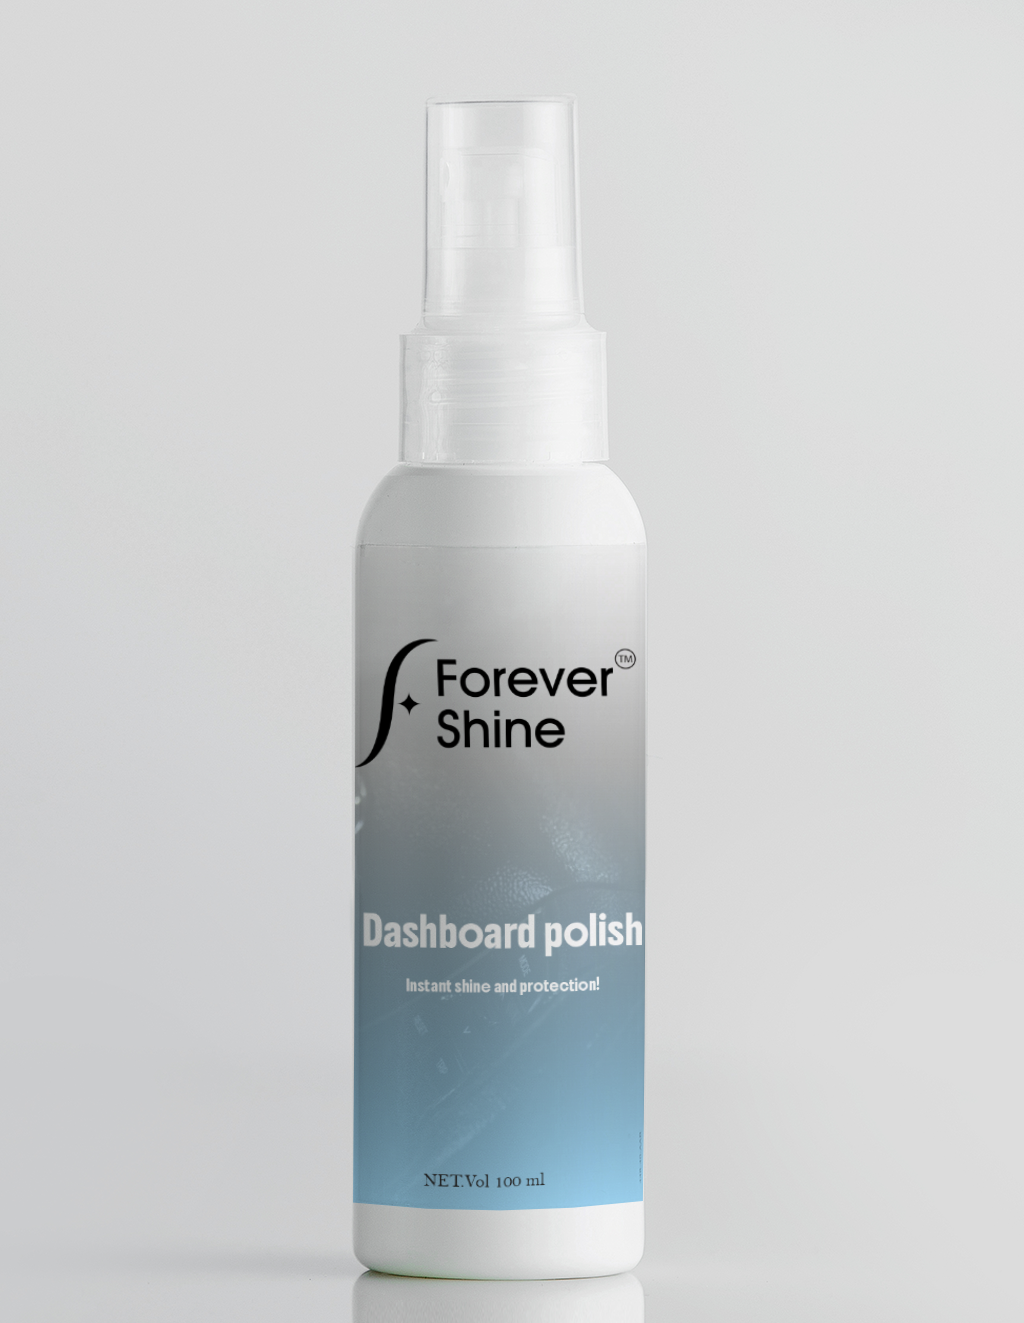 Forever TM
Shine
Dashboard polish
Instant shine and protection!
NET.Vol 100 ml